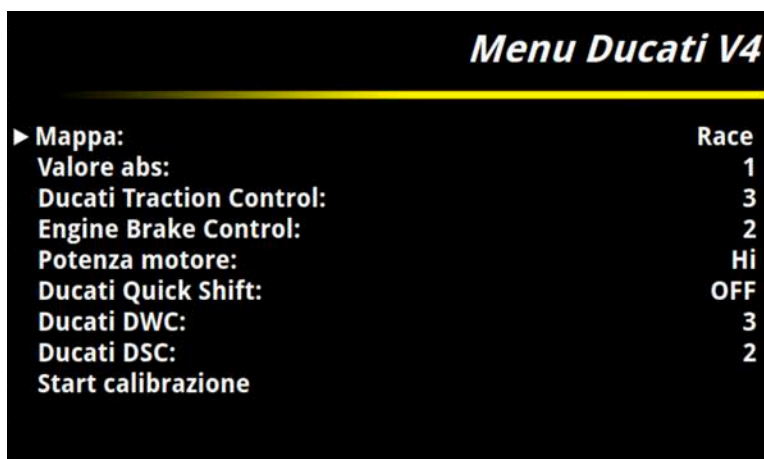 Menu Ducati V4
Mappa: Race
Valore abs: 1
Ducati Traction Control: 3
Engine Brake Control: 2
Potenza motore: Hi
Ducati Quick Shift: OFF
Ducati DWC: 3
Ducati DSC: 2
Start calibrazione